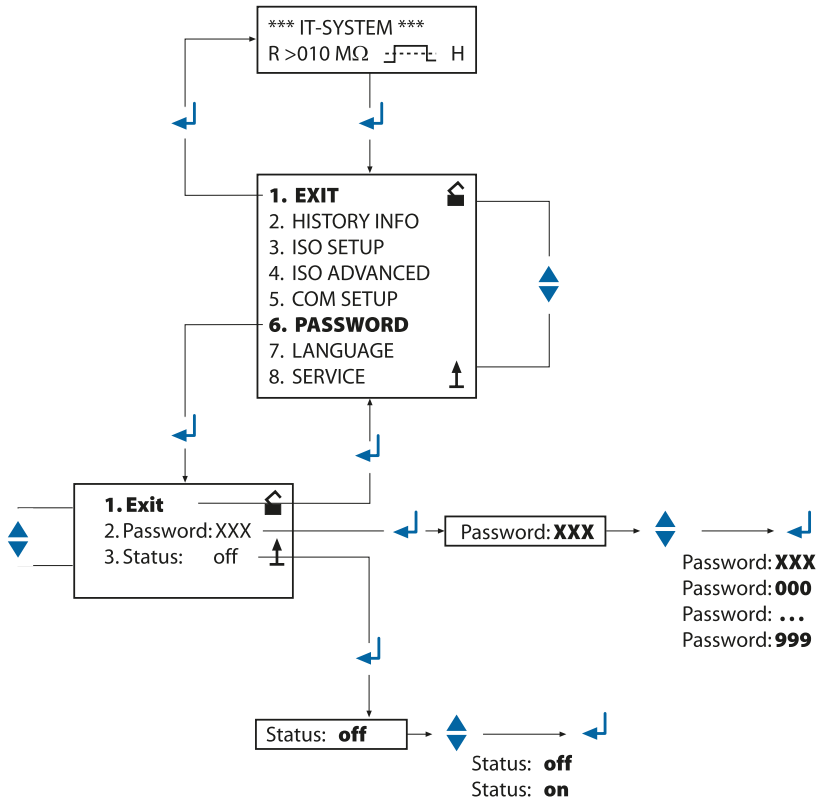 *** IT-SYSTEM ***
R >010 MΩ H
1. EXIT
2. HISTORY INFO
3. ISO SETUP
4. ISO ADVANCED
5. COM SETUP
6. PASSWORD
7. LANGUAGE
8. SERVICE
1. Exit
2. Password: XXX
3. Status: off
Password: XXX
Password: XXX
Password: 000
Password: ...
Password: 999
Status: off
Status: off
Status: on